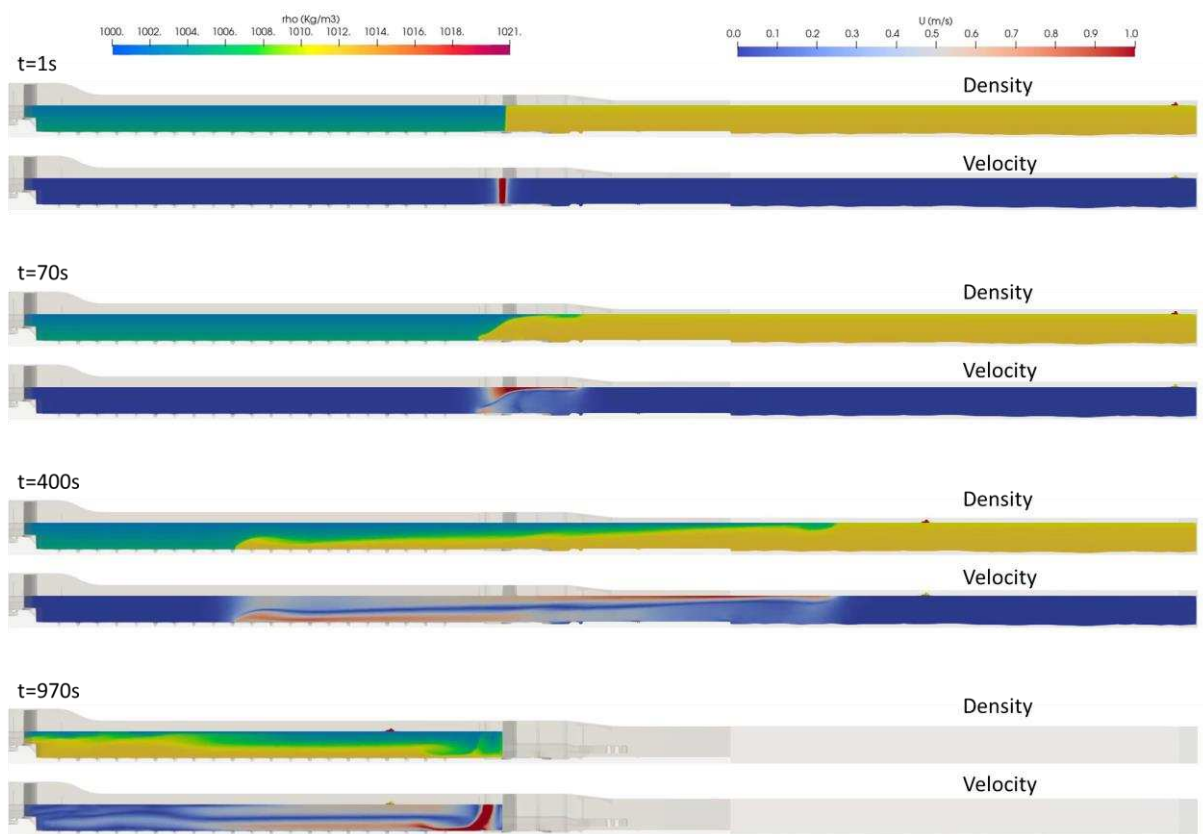 rho (Kg/m3)
1000. 1002. 1004. 1006. 1008. 1010. 1012. 1014. 1016. 1018. 1021.
U (m/s)
0.0 0.1 0.2 0.3 0.4 0.5 0.6 0.7 0.8 0.9 1.0
t=1s
Density
Velocity
t=70s
Density
Velocity
t=400s
Density
Velocity
t=970s
Density
Velocity